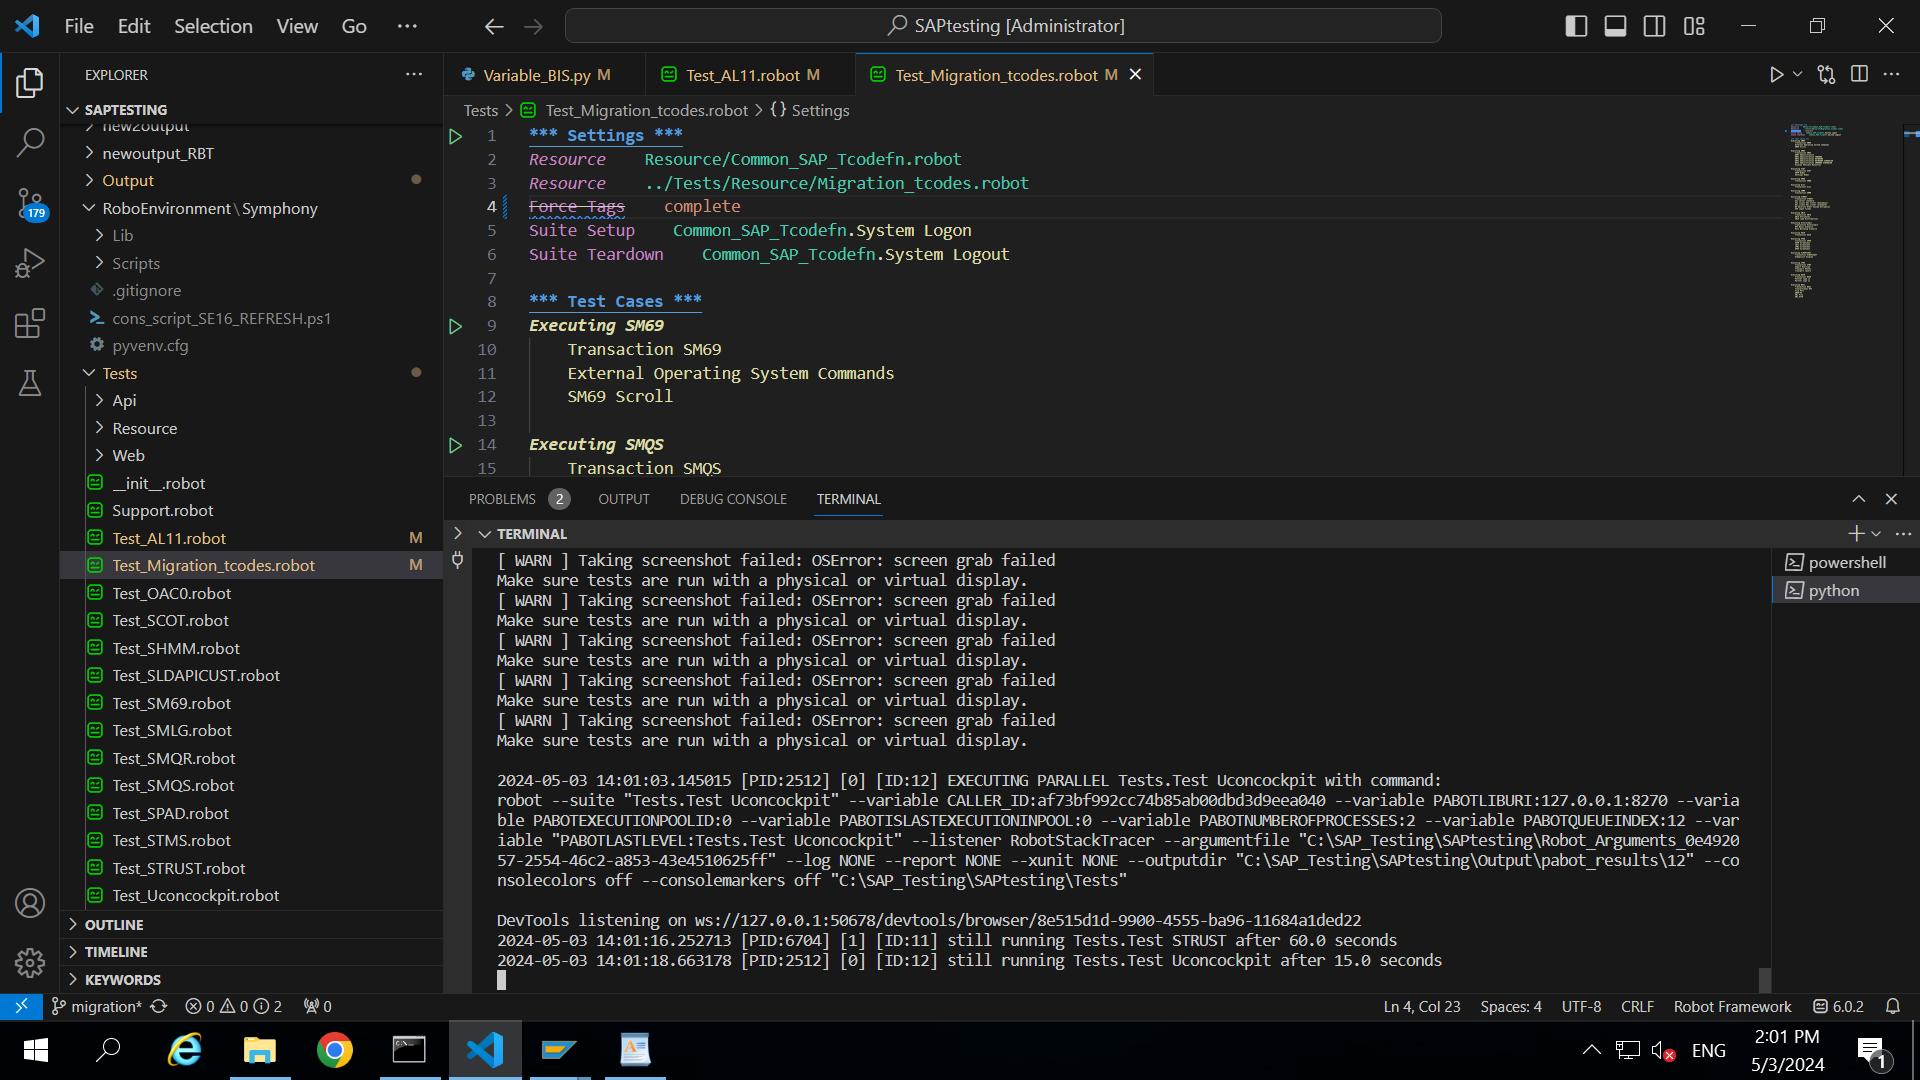 File Edit Selection View Go ···
SAPtesting [Administrator]
EXPLORER
SAPTESTING
new2output
newoutput_RBT
Output
RoboEnvironment\Symphony
Lib
Scripts
.gitignore
cons_script_SE16_REFRESH.ps1
pyvenv.cfg
Tests
Api
Resource
Web
__init__.robot
Support.robot
Test_AL11.robot M
Test_Migration_tcodes.robot M
Test_OAC0.robot
Test_SCOT.robot
Test_SHMM.robot
Test_SLDAPICUST.robot
Test_SM69.robot
Test_SMLG.robot
Test_SMQR.robot
Test_SMQS.robot
Test_SPAD.robot
Test_STMS.robot
Test_STRUST.robot
Test_Uconcockpit.robot
OUTLINE
TIMELINE
KEYWORDS
179
Variable_BIS.py M
Test_AL11.robot M
Test_Migration_tcodes.robot M
Tests > Test_Migration_tcodes.robot > {} Settings
1 *** Settings ***
2 Resource    Resource/Common_SAP_Tcodefn.robot
3 Resource    ../Tests/Resource/Migration_tcodes.robot
4 Force Tags    complete
5 Suite Setup    Common_SAP_Tcodefn.System Logon
6 Suite Teardown    Common_SAP_Tcodefn.System Logout
7
8 *** Test Cases ***
9 Executing SM69
10 Transaction SM69
11 External Operating System Commands
12 SM69 Scroll
13
14 Executing SMQS
15 Transaction SMQS
PROBLEMS 2 OUTPUT DEBUG CONSOLE TERMINAL
TERMINAL
[ WARN ] Taking screenshot failed: OSError: screen grab failed
Make sure tests are run with a physical or virtual display.
[ WARN ] Taking screenshot failed: OSError: screen grab failed
Make sure tests are run with a physical or virtual display.
[ WARN ] Taking screenshot failed: OSError: screen grab failed
Make sure tests are run with a physical or virtual display.
[ WARN ] Taking screenshot failed: OSError: screen grab failed
Make sure tests are run with a physical or virtual display.
[ WARN ] Taking screenshot failed: OSError: screen grab failed
Make sure tests are run with a physical or virtual display.
2024-05-03 14:01:03.145015 [PID:2512] [0] [ID:12] EXECUTING PARALLEL Tests.Test Uconcockpit with command:
robot --suite "Tests.Test Uconcockpit" --variable CALLER_ID:af73bf992cc74b85ab00dbd3d9eea040 --variable PABOTLIBURI:127.0.0.1:8270 --varia
ble PABOTEXECUTIONPOOLID:0 --variable PABOTISLASTEXECUTIONINPOOL:0 --variable PABOTNUMBEROFPROCESSES:2 --variable PABOTQUEUEINDEX:12 --var
iable "PABOTLASTLEVEL:Tests.Test Uconcockpit" --listener RobotStackTracer --argumentfile "C:\SAP_Testing\SAPtesting\Robot_Arguments_0e4920
57-2554-46c2-a853-43e4510625ff" --log NONE --report NONE --xunit NONE --outputdir "C:\SAP_Testing\SAPtesting\Output\pabot_results\12" --co
nsolecolors off --consolemarkers off "C:\SAP_Testing\SAPtesting\Tests"
DevTools listening on ws://127.0.0.1:50678/devtools/browser/8e515d1d-9900-4555-ba96-11684a1ded22
2024-05-03 14:01:16.252713 [PID:6704] [1] [ID:11] still running Tests.Test STRUST after 60.0 seconds
2024-05-03 14:01:18.663178 [PID:2512] [0] [ID:12] still running Tests.Test Uconcockpit after 15.0 seconds
powershell
python
migration* 0 0 2 0
Ln 4, Col 23 Spaces: 4 UTF-8 CRLF Robot Framework 6.0.2
ENG
2:01 PM
5/3/2024
1